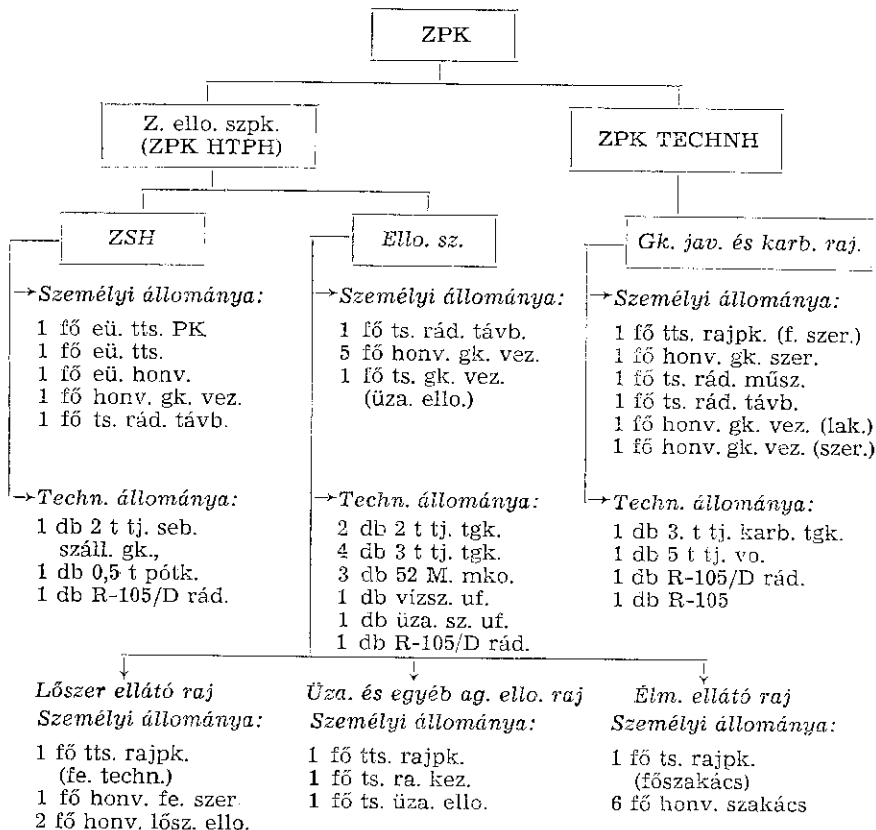 ZPK
Z. ello. szpk.
(ZPK HTPH)
ZPK TECHNH
ZSH
Személyi állománya:
1 fő eü. tts. PK
1 fő eü. tts.
1 fő eü. honv.
1 fő honv. gk. vez.
1 fő ts. rád. távb.
Techn. állománya:
1 db 2 t tj. seb.
száll. gk.,
1 db 0,5 t pótk.
1 db R-105/D rád.
Ello. sz.
Személyi állománya:
1 fő ts. rád. távb.
5 fő honv. gk. vez.
1 fő ts. gk. vez.
(üza. ello.)
Techn. állománya:
2 db 2 t tj. tgk.
4 db 3 t tj. tgk.
3 db 52 M. mko.
1 db vízsz. uf.
1 db üza. sz. uf.
1 db R-105/D rád.
Gk. jav. és karb. raj.
Személyi állománya:
1 fő tts. rajpk. (f. szer.)
1 fő honv. gk. szer.
1 fő ts. rád. műsz.
1 fő ts. rád. távb.
1 fő honv. gk. vez. (lak.)
1 fő honv. gk. vez. (szer.)
Techn. állománya:
1 db 3. t tj. karb. tgk.
1 db 5 t tj. vo.
1 db R-105/D rád.
1 db R-105
Lőszer ellátó raj
Személyi állománya:
1 fő tts. rajpk.
(fe. techn.)
1 fő honv. fe. szer
2 fő honv. lősz. ello.
Üza. és egyéb ag. ello. raj
Személyi állománya:
1 fő tts. rajpk.
1 fő ts. ra. kez.
1 fő ts. üza. ello.
Élm. ellátó raj
Személyi állománya:
1 fő ts. rajpk.
(főszakács)
6 fő honv. szakács